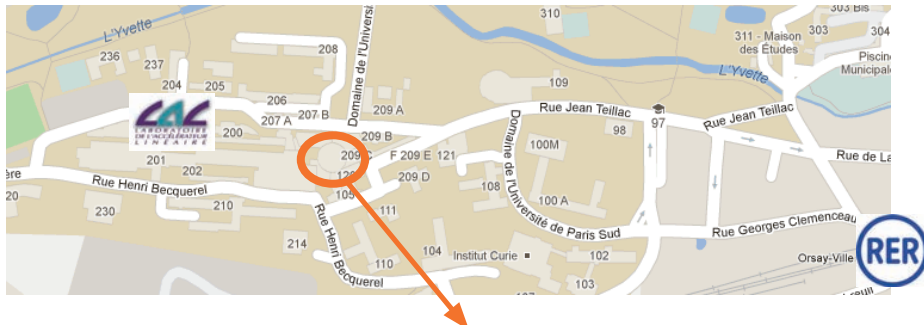 L'Yvette
310
303 Bis
311 - Maison
des Études
303
304
236
237
208
Domaine de l'Universi
Piscine
Municipale
L'Yvette
204
205
206
109
207 A
207 B
209 A
Rue Jean Teillac
LAL
LABORATOIRE
DE L'ACCÉLÉRATEUR
LINÉAIRE
200
209 B
98
97
Rue Jean Teillac
201
209 C
F 209 E
121
100M
Rue de La
ère
202
120
209 D
108
Domaine de l'Université de Paris Sud
Rue Henri Becquerel
105
100 A
20
230
210
111
Rue Georges Clemenceau
Rue Henri Becquerel
214
104
Institut Curie
102
Orsay-Ville
RER
110
103